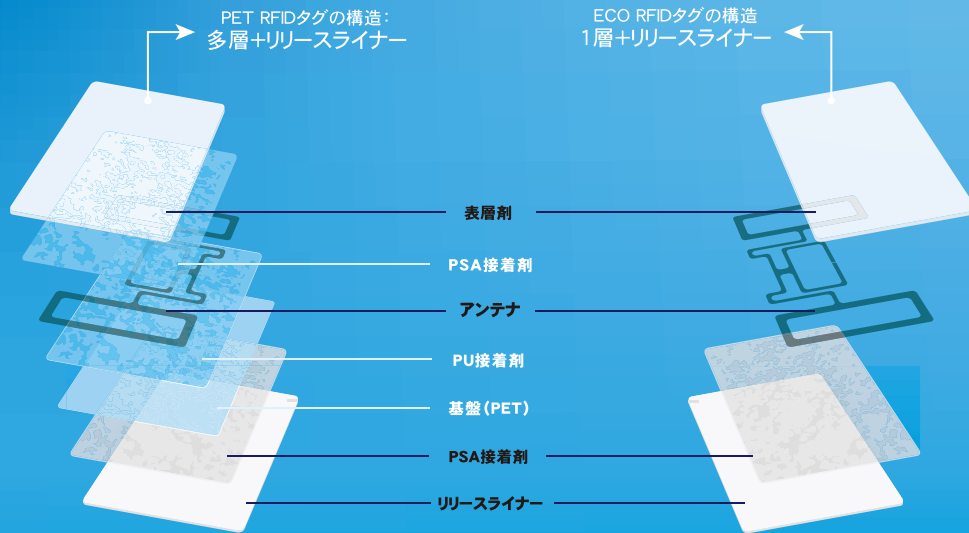 PET RFIDタグの構造：
多層＋リリースライナー
ECO RFIDタグの構造
1層＋リリースライナー
表層剤
PSA接着剤
アンテナ
PU接着剤
基盤（PET）
PSA接着剤
リリースライナー